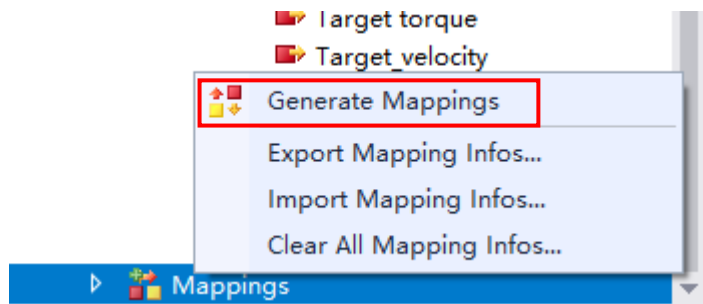 Target torque
Target_velocity
Generate Mappings
Export Mapping Infos...
Import Mapping Infos...
Clear All Mapping Infos...
Mappings